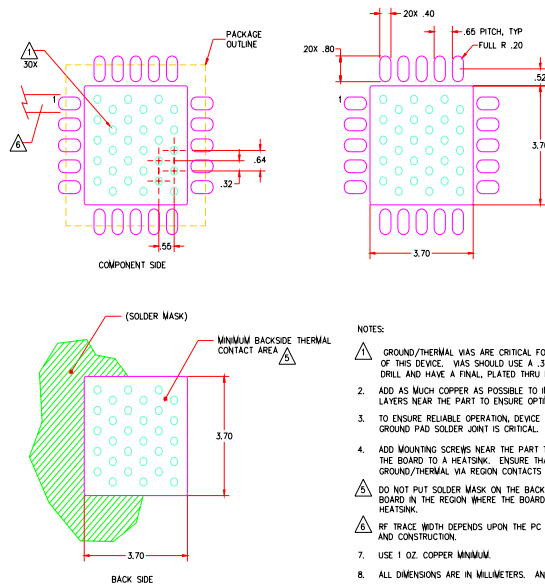 1
30X
PACKAGE
OUTLINE
1
6
.64
.32
.55
COMPONENT SIDE
20X .40
.65 PITCH, TYP
FULL R .20
20X .80
.52
1
3.70
3.70
(SOLDER MASK)
MINIMUM BACKSIDE THERMAL
CONTACT AREA 5
3.70
3.70
BACK SIDE
NOTES:
1 GROUND/THERMAL VIAS ARE CRITICAL FO
OF THIS DEVICE. VIAS SHOULD USE A .3
DRILL AND HAVE A FINAL, PLATED THRU
2. ADD AS MUCH COPPER AS POSSIBLE TO I
LAYERS NEAR THE PART TO ENSURE OPTI
3. TO ENSURE RELIABLE OPERATION, DEVICE
GROUND PAD SOLDER JOINT IS CRITICAL.
4. ADD MOUNTING SCREWS NEAR THE PART T
THE BOARD TO A HEATSINK. ENSURE THA
GROUND/THERMAL VIA REGION CONTACTS
5 DO NOT PUT SOLDER MASK ON THE BACK
BOARD IN THE REGION WHERE THE BOARD
HEATSINK.
6 RF TRACE WIDTH DEPENDS UPON THE PC
AND CONSTRUCTION.
7. USE 1 OZ. COPPER MINIMUM.
8. ALL DIMENSIONS ARE IN MILLIMETERS. AN